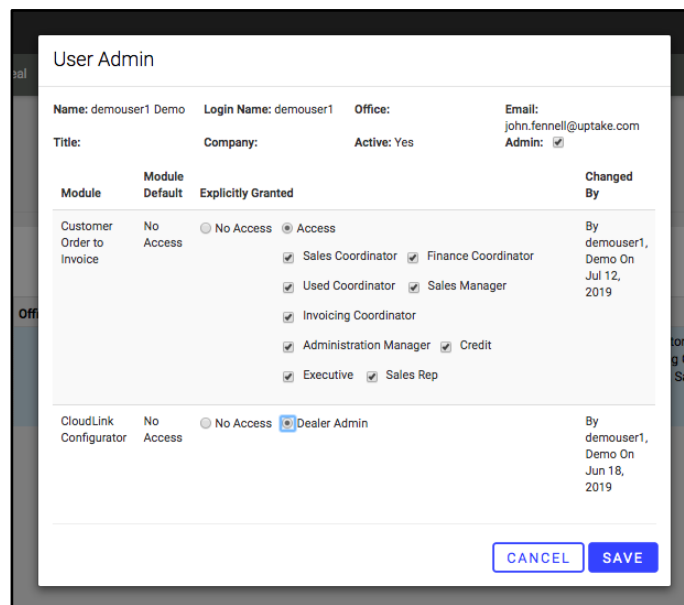 User Admin
Name: demouser1 Demo Login Name: demouser1 Office: Email:
john.fennell@uptake.com
Title: Company: Active: Yes Admin:
Module Module Default Explicitly Granted Changed By
Customer Order to Invoice No Access No Access Access By demouser1, Demo On Jul 12, 2019
Sales Coordinator Finance Coordinator
Used Coordinator Sales Manager
Invoicing Coordinator
Administration Manager Credit
Executive Sales Rep
CloudLink Configurator No Access No Access Dealer Admin By demouser1, Demo On Jun 18, 2019
CANCEL SAVE